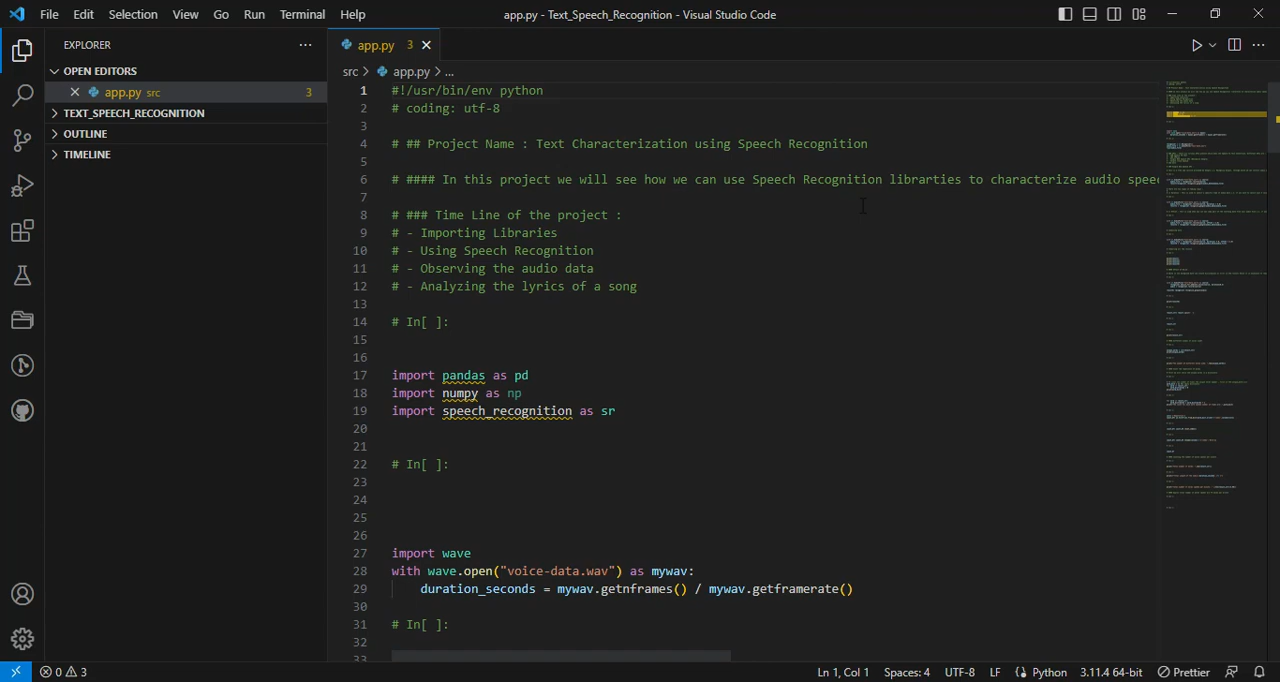 File Edit Selection View Go Run Terminal Help
app.py - Text_Speech_Recognition - Visual Studio Code
EXPLORER
OPEN EDITORS
app.py src 3
TEXT_SPEECH_RECOGNITION
OUTLINE
TIMELINE
app.py 3
src > app.py > ...
1 #!/usr/bin/env python
2 # coding: utf-8
3
4 # ## Project Name : Text Characterization using Speech Recognition
5
6 # #### In this project we will see how we can use Speech Recognition librarties to characterize audio spee
7
8 # ### Time Line of the project :
9 # - Importing Libraries
10 # - Using Speech Recognition
11 # - Observing the audio data
12 # - Analyzing the lyrics of a song
13
14 # In[ ]:
15
16
17 import pandas as pd
18 import numpy as np
19 import speech_recognition as sr
20
21
22 # In[ ]:
23
24
25
26
27 import wave
28 with wave.open("voice-data.wav") as mywav:
29 duration_seconds = mywav.getnframes() / mywav.getframerate()
30
31 # In[ ]:
32
33
0 3
Ln 1, Col 1 Spaces: 4 UTF-8 LF Python 3.11.4 64-bit Prettier